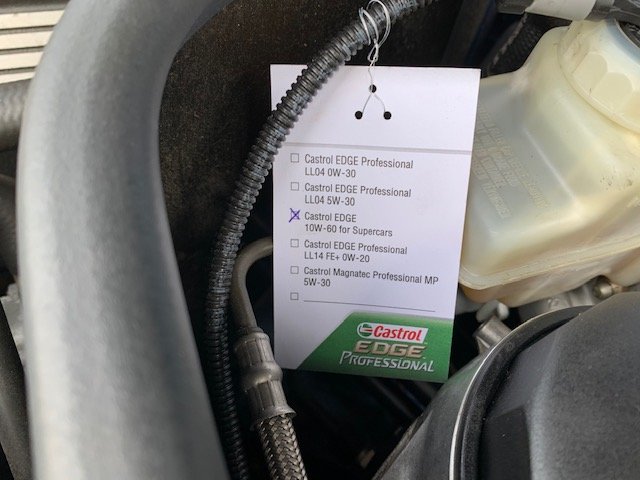 Castrol EDGE Professional
LL04 0W-30
Castrol EDGE Professional
LL04 5W-30
Castrol EDGE
10W-60 for Supercars
Castrol EDGE Professional
LL14 FE+ 0W-20
Castrol Magnatec Professional MP
5W-30
Castrol
EDGE
PROFESSIONAL